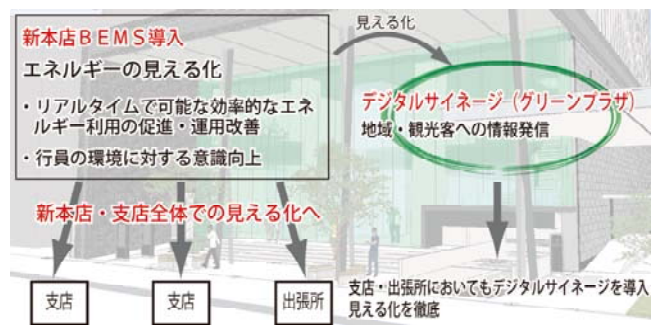 新本店BEMS導入
エネルギーの見える化
・リアルタイムで可能な効率的なエネ
ルギー利用の促進・運用改善
・行員の環境に対する意識向上
見える化
デジタルサイネージ（グリーンプラザ）
地域・観光客への情報発信
新本店・支店全体での見える化へ
支店
支店
出張所
支店・出張所においてもデジタルサイネージを導入
見える化を徹底